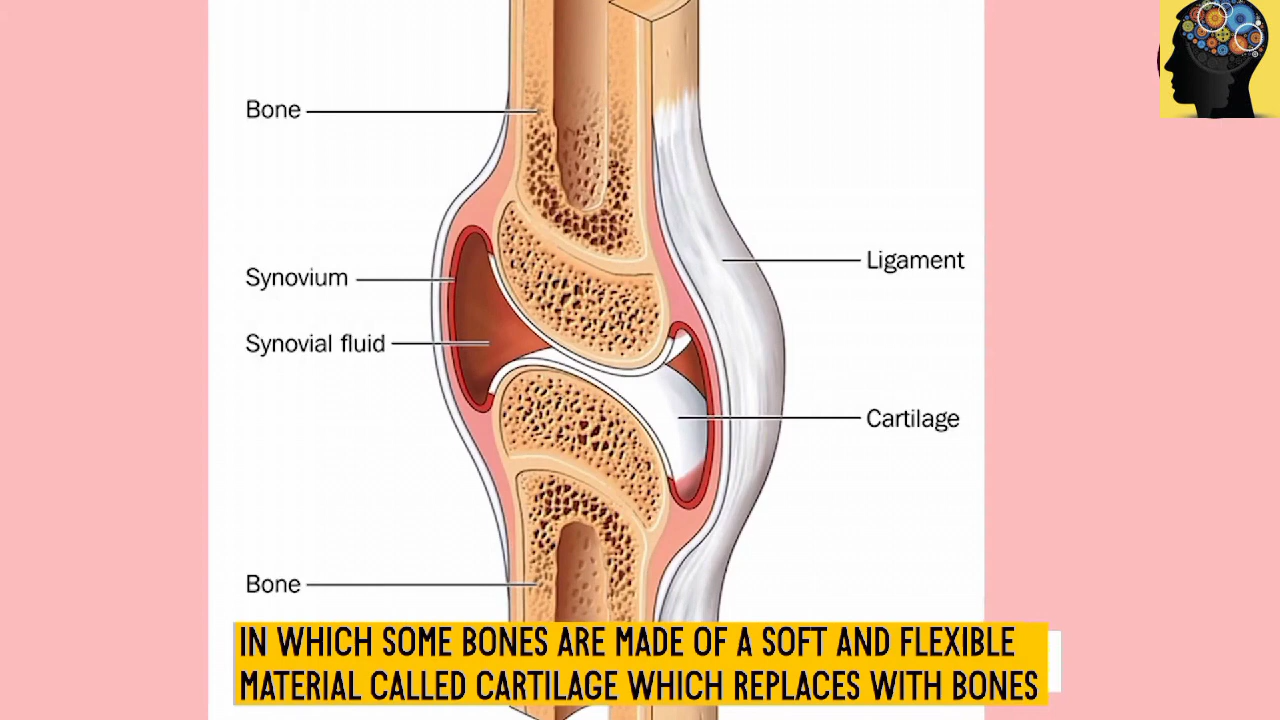 Bone
Synovium
Synovial fluid
Bone
Ligament
Cartilage
IN WHICH SOME BONES ARE MADE OF A SOFT AND FLEXIBLE
MATERIAL CALLED CARTILAGE WHICH REPLACES WITH BONES